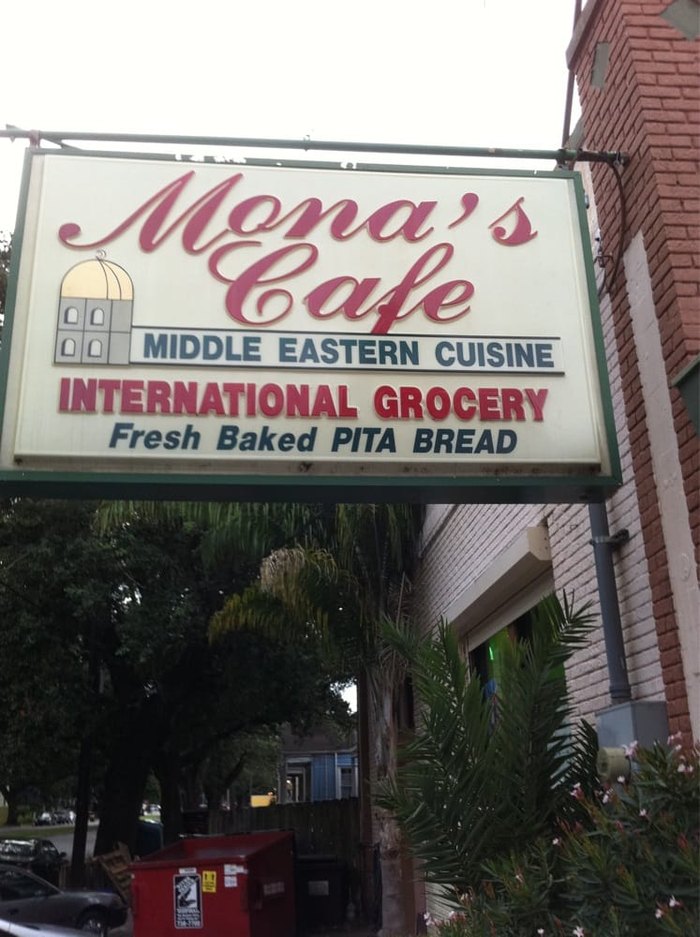 Mona's
Cafe
MIDDLE EASTERN CUISINE
INTERNATIONAL GROCERY
Fresh Baked PITA BREAD